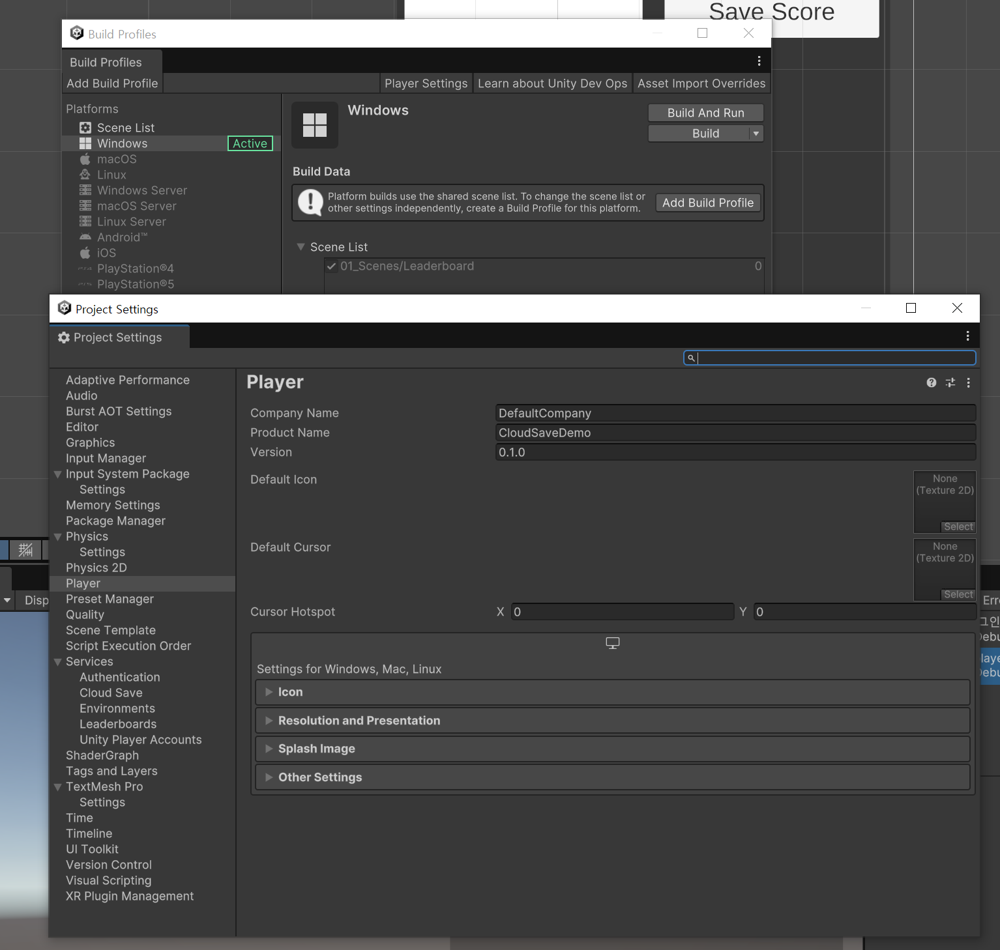 Save Score
Build Profiles
Build Profiles
Add Build Profile
Player Settings
Learn about Unity Dev Ops
Asset Import Overrides
Platforms
Scene List
Windows
Active
macOS
Linux
Windows Server
macOS Server
Linux Server
Android™
iOS
PlayStation®4
PlayStation®5
Windows
Build And Run
Build
Build Data
Platform builds use the shared scene list. To change the scene list or
other settings independently, create a Build Profile for this platform.
Add Build Profile
Scene List
01_Scenes/Leaderboard
0
Project Settings
Project Settings
Adaptive Performance
Audio
Burst AOT Settings
Editor
Graphics
Input Manager
Input System Package
Settings
Memory Settings
Package Manager
Physics
Settings
Physics 2D
Player
Preset Manager
Quality
Scene Template
Script Execution Order
Services
Authentication
Cloud Save
Environments
Leaderboards
Unity Player Accounts
ShaderGraph
Tags and Layers
TextMesh Pro
Settings
Time
Timeline
UI Toolkit
Version Control
Visual Scripting
XR Plugin Management
Player
Company Name
DefaultCompany
Product Name
CloudSaveDemo
Version
0.1.0
Default Icon
None
(Texture 2D)
Select
Default Cursor
None
(Texture 2D)
Select
Cursor Hotspot
X 0
Y 0
Settings for Windows, Mac, Linux
Icon
Resolution and Presentation
Splash Image
Other Settings
Disp
Erro